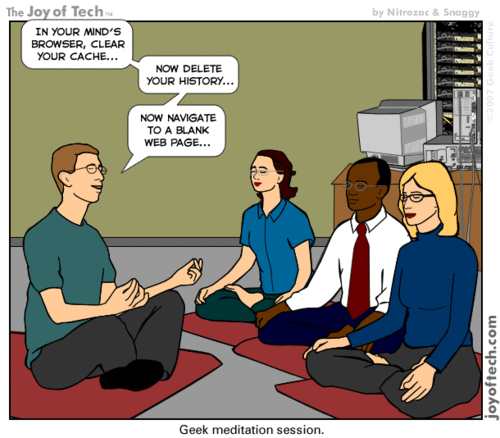 The Joy of Tech™
by Nitrozac & Snaggy
IN YOUR MIND'S
BROWSER, CLEAR
YOUR CACHE...
NOW DELETE
YOUR HISTORY...
NOW NAVIGATE
TO A BLANK
WEB PAGE...
©2007 Geek Culture
joyoftech.com
Geek meditation session.